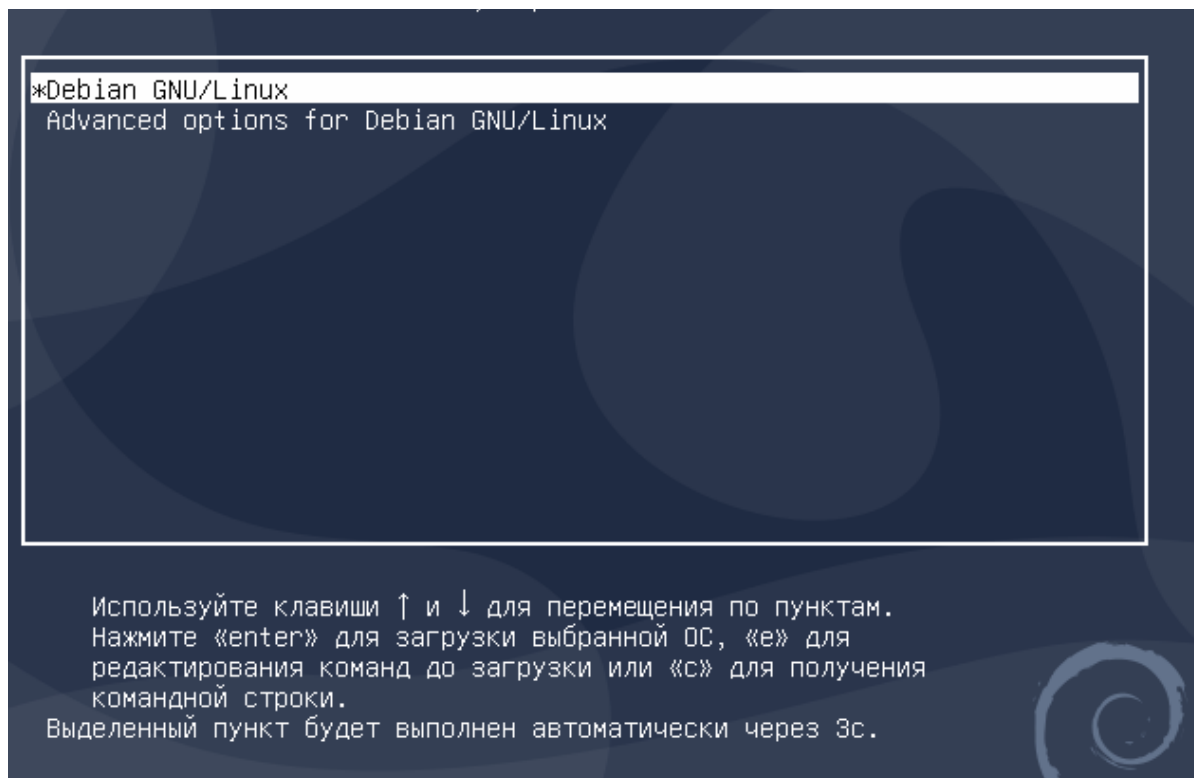 *Debian GNU/Linux
Advanced options for Debian GNU/Linux
Используйте клавиши ↑ и ↓ для перемещения по пунктам.
Нажмите «enter» для загрузки выбранной ОС, «e» для
редактирования команд до загрузки или «c» для получения
командной строки.
Выделенный пункт будет выполнен автоматически через 3с.